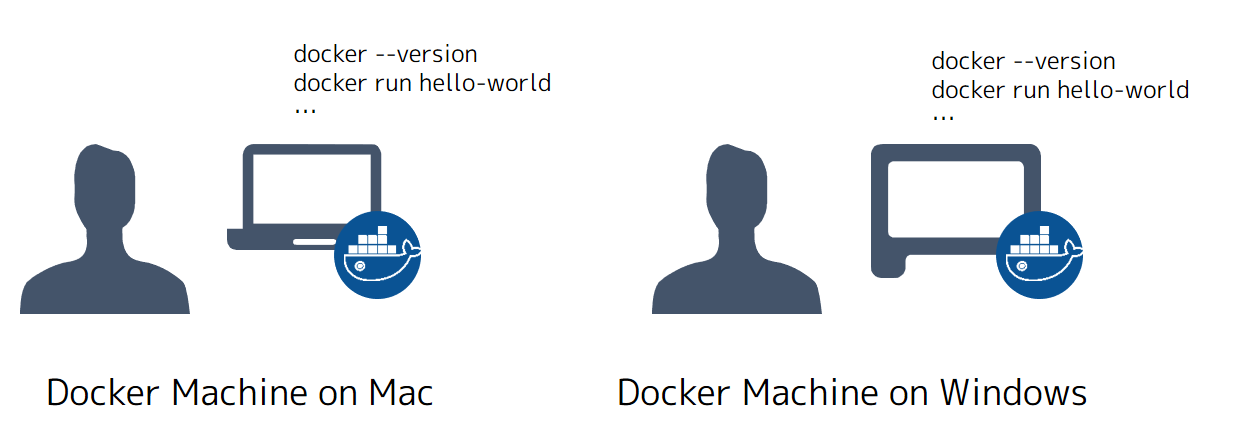 docker --version
docker run hello-world
...
docker --version
docker run hello-world
...
Docker Machine on Mac
Docker Machine on Windows